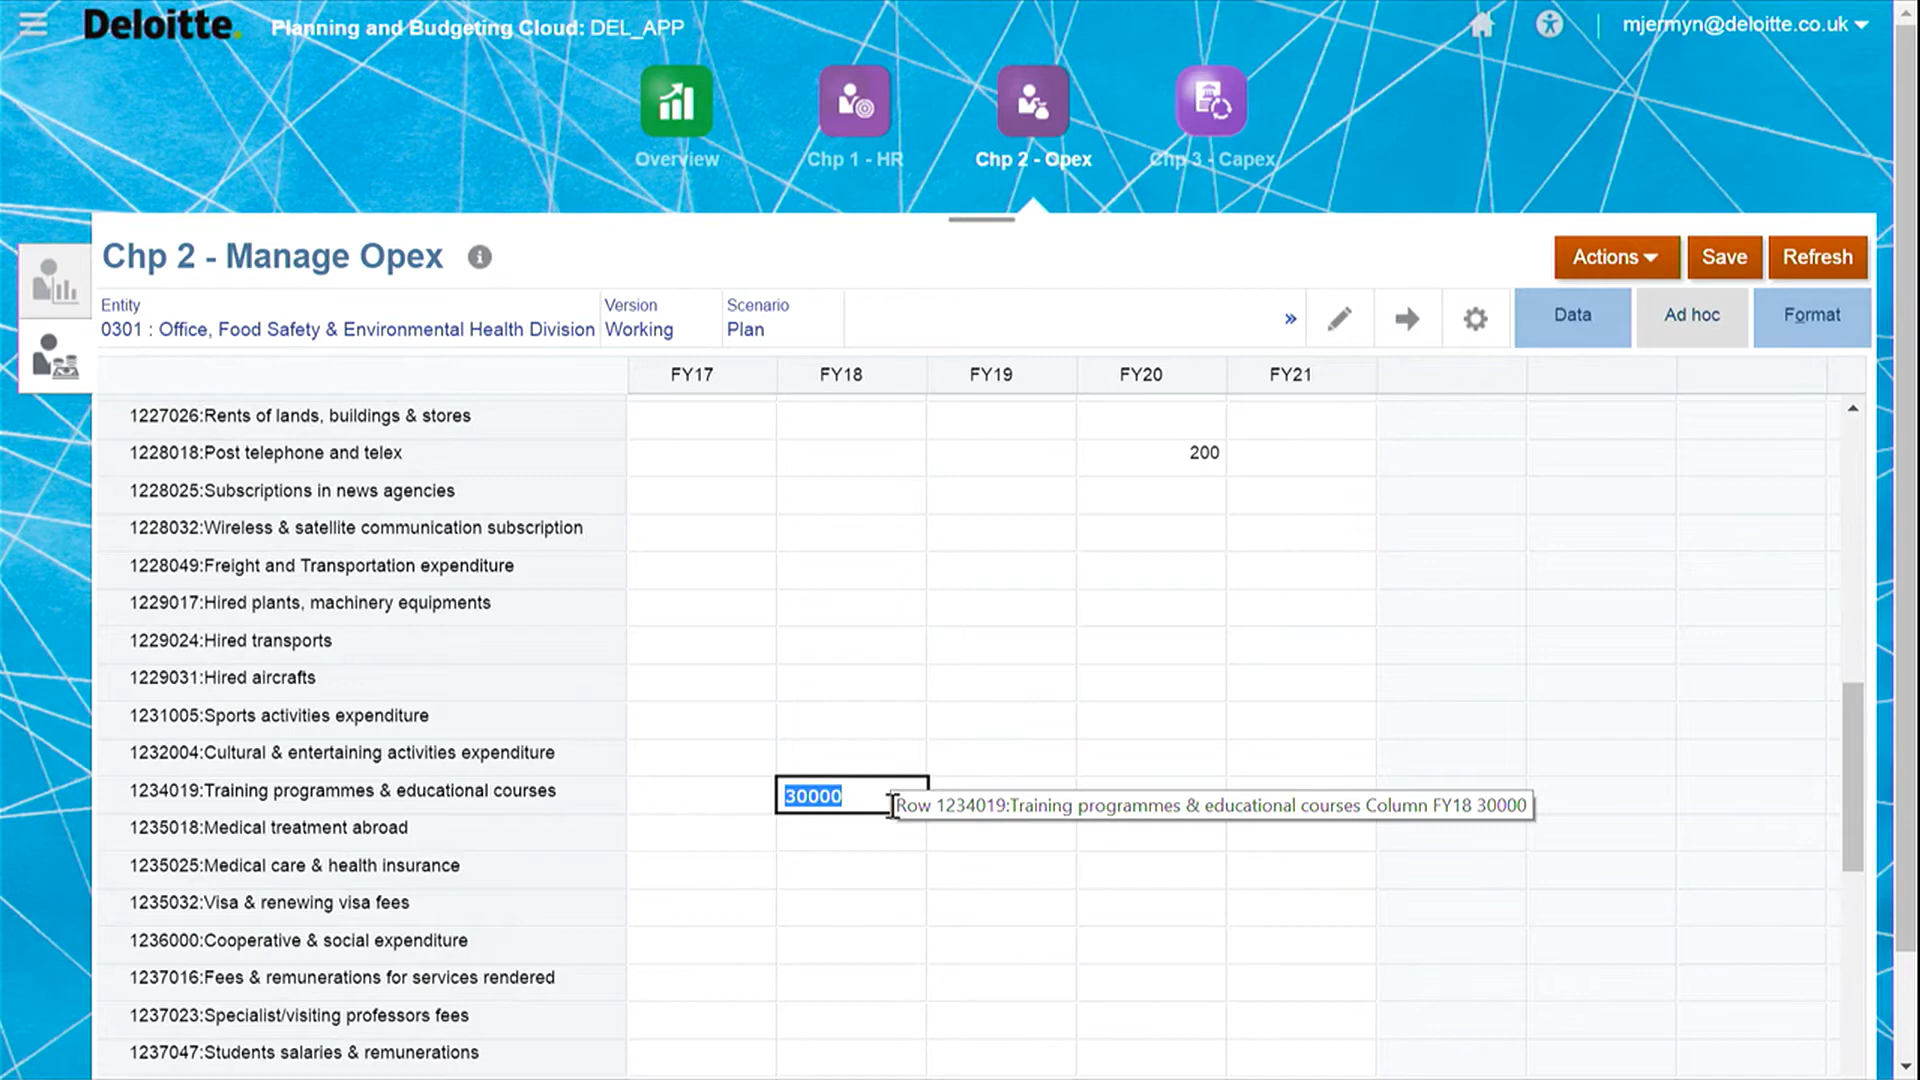 Deloitte.
Planning and Budgeting Cloud: DEL_APP
mjermyn@deloitte.co.uk
Overview
Chp 1 - HR
Chp 2 - Opex
Chp 3 - Capex
Chp 2 - Manage Opex
Actions
Save
Refresh
Entity
0301 : Office, Food Safety & Environmental Health Division
Version
Working
Scenario
Plan
»
Data
Ad hoc
Format
FY17 FY18 FY19 FY20 FY21
1227026:Rents of lands, buildings & stores
1228018:Post telephone and telex 200
1228025:Subscriptions in news agencies
1228032:Wireless & satellite communication subscription
1228049:Freight and Transportation expenditure
1229017:Hired plants, machinery equipments
1229024:Hired transports
1229031:Hired aircrafts
1231005:Sports activities expenditure
1232004:Cultural & entertaining activities expenditure
1234019:Training programmes & educational courses 30000
Row 1234019:Training programmes & educational courses Column FY18 30000
1235018:Medical treatment abroad
1235025:Medical care & health insurance
1235032:Visa & renewing visa fees
1236000:Cooperative & social expenditure
1237016:Fees & remunerations for services rendered
1237023:Specialist/visiting professors fees
1237047:Students salaries & remunerations